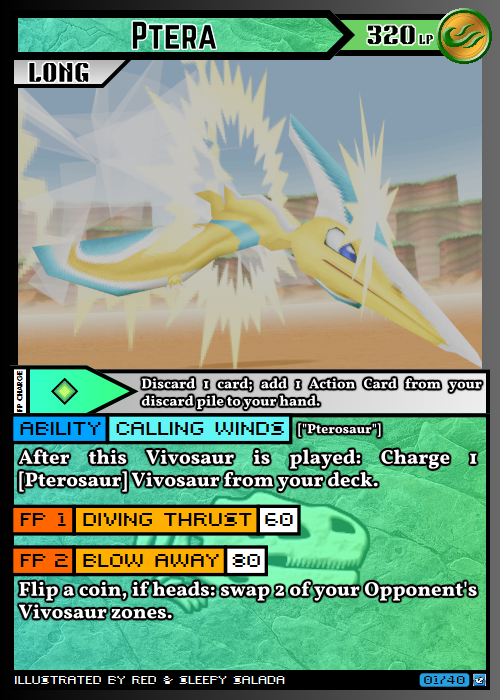 PTERA
320 LP
LONG
FP CHARGE
Discard 1 card; add 1 Action Card from your
discard pile to your hand.
ABILITY CALLING WINDS ["Pterosaur"]
After this Vivosaur is played: Charge 1
[Pterosaur] Vivosaur from your deck.
FP 1 DIVING THRUST 60
FP 2 BLOW AWAY 80
Flip a coin, if heads: swap 2 of your Opponent's
Vivosaur zones.
ILLUSTRATED BY RED & SLEEPY SALADA
01/40